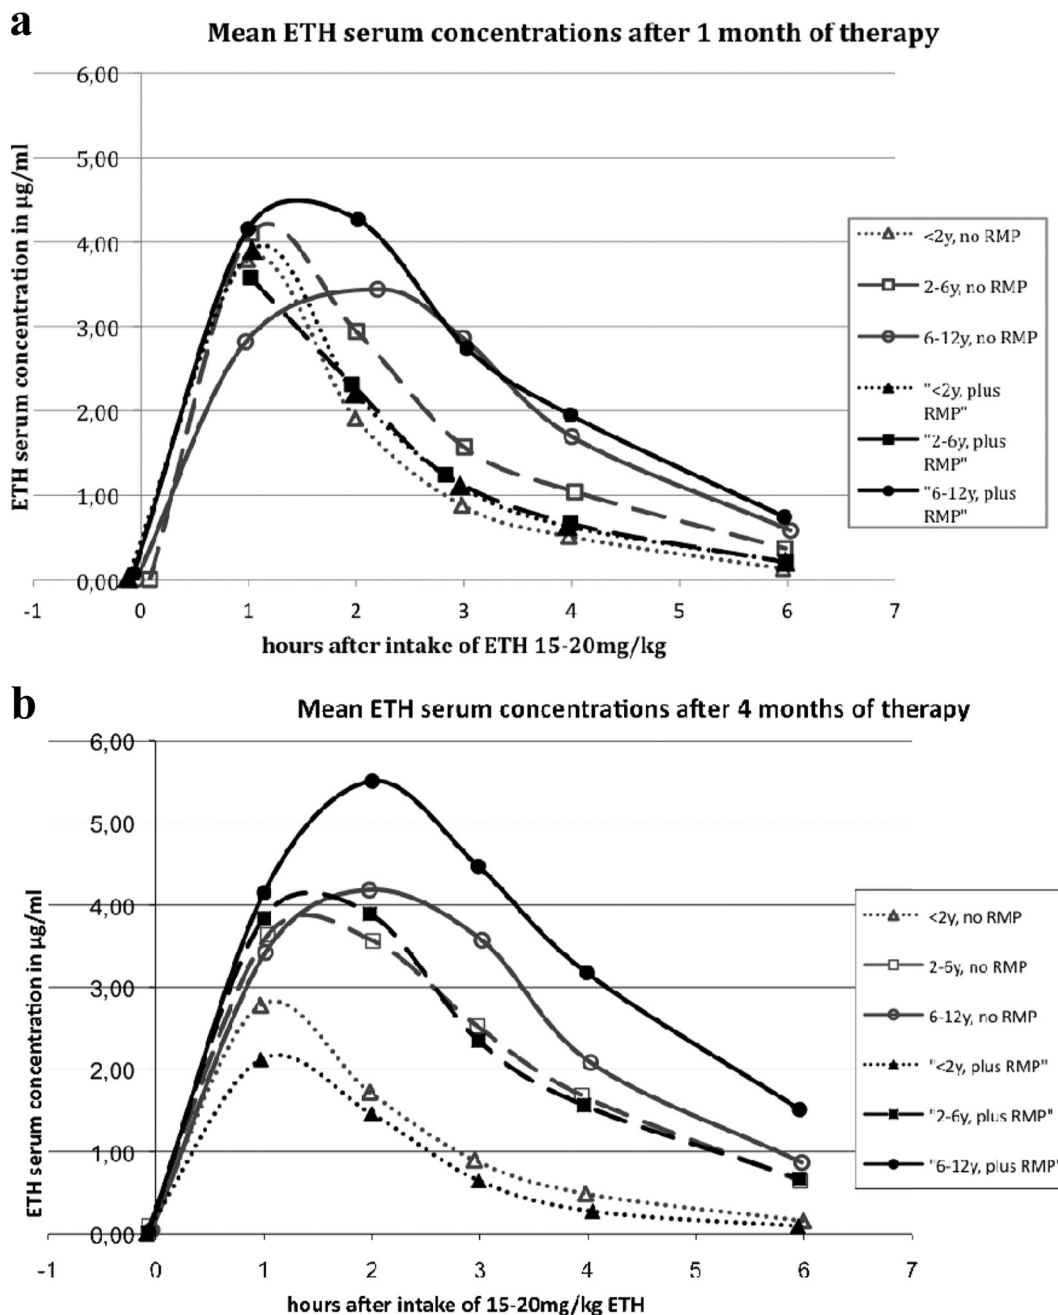 a
Mean ETH serum concentrations after 1 month of therapy
6,00
5,00
4,00
3,00
2,00
1,00
0,00
ETH serum concentration in µg/ml
-1 0 1 2 3 4 5 6 7
hours after intake of ETH 15-20mg/kg
<2y, no RMP
2-6y, no RMP
6-12y, no RMP
"<2y, plus
RMP"
"2-6y, plus
RMP"
"6-12y, plus
RMP"
b
Mean ETH serum concentrations after 4 months of therapy
6,00
5,00
4,00
3,00
2,00
1,00
0,00
ETH serum concentration in µg/ml
-1 0 1 2 3 4 5 6 7
hours after intake of 15-20mg/kg ETH
<2y, no RMP
2-6y, no RMP
6-12y, no RMP
"<2y, plus RMP"
"2-6y, plus RMP"
"6-12y, plus RMP"